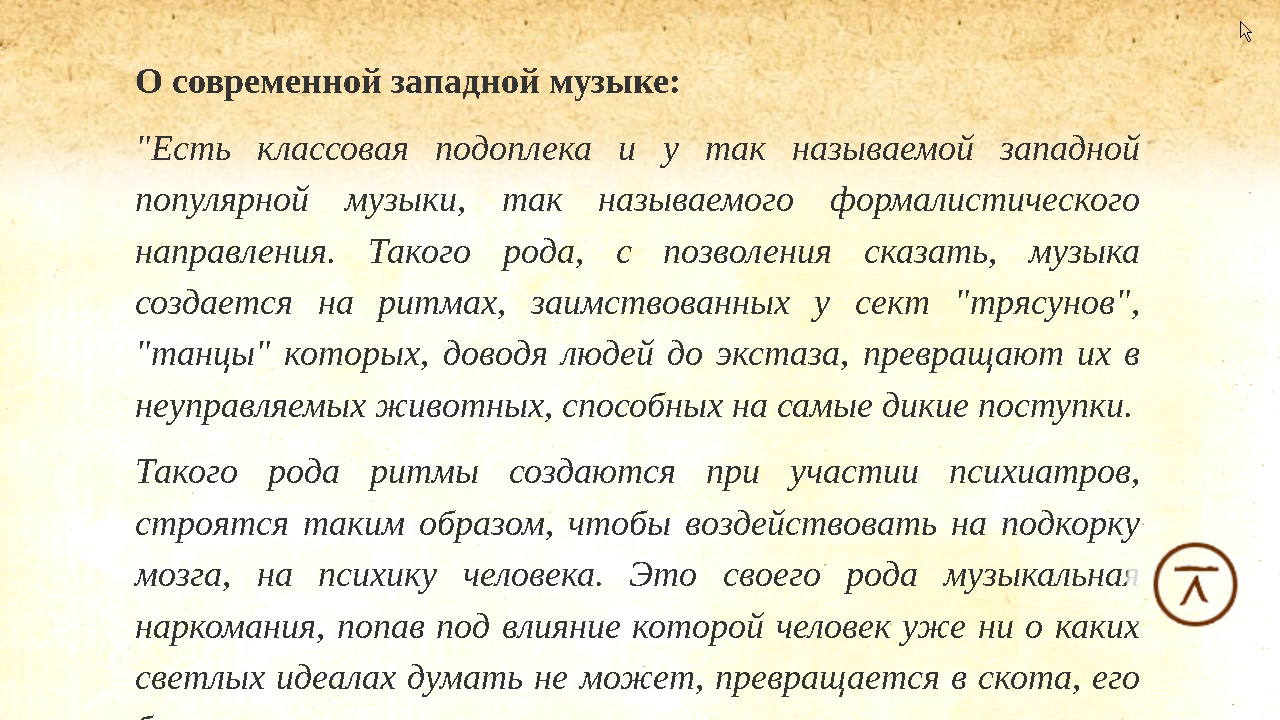 О современной западной музыке:
"Есть классовая подоплека и у так называемой западной
популярной музыки, так называемого формалистического
направления. Такого рода, с позволения сказать, музыка
создается на ритмах, заимствованных у сект "трясунов",
"танцы" которых, доводя людей до экстаза, превращают их в
неуправляемых животных, способных на самые дикие поступки.
Такого рода ритмы создаются при участии психиатров,
строятся таким образом, чтобы воздействовать на подкорку
мозга, на психику человека. Это своего рода музыкальная
наркомания, попав под влияние которой человек уже ни о каких
светлых идеалах думать не может, превращается в скота, его